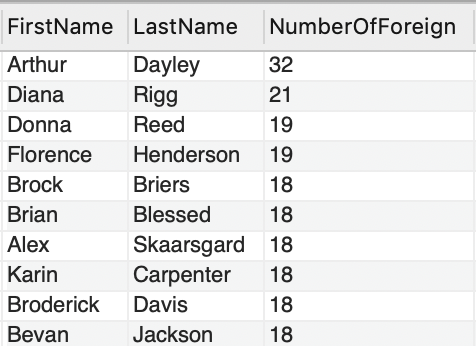 FirstName LastName NumberOfForeign
Arthur Dayley 32
Diana Rigg 21
Donna Reed 19
Florence Henderson 19
Brock Briers 18
Brian Blessed 18
Alex Skaarsgard 18
Karin Carpenter 18
Broderick Davis 18
Bevan Jackson 18